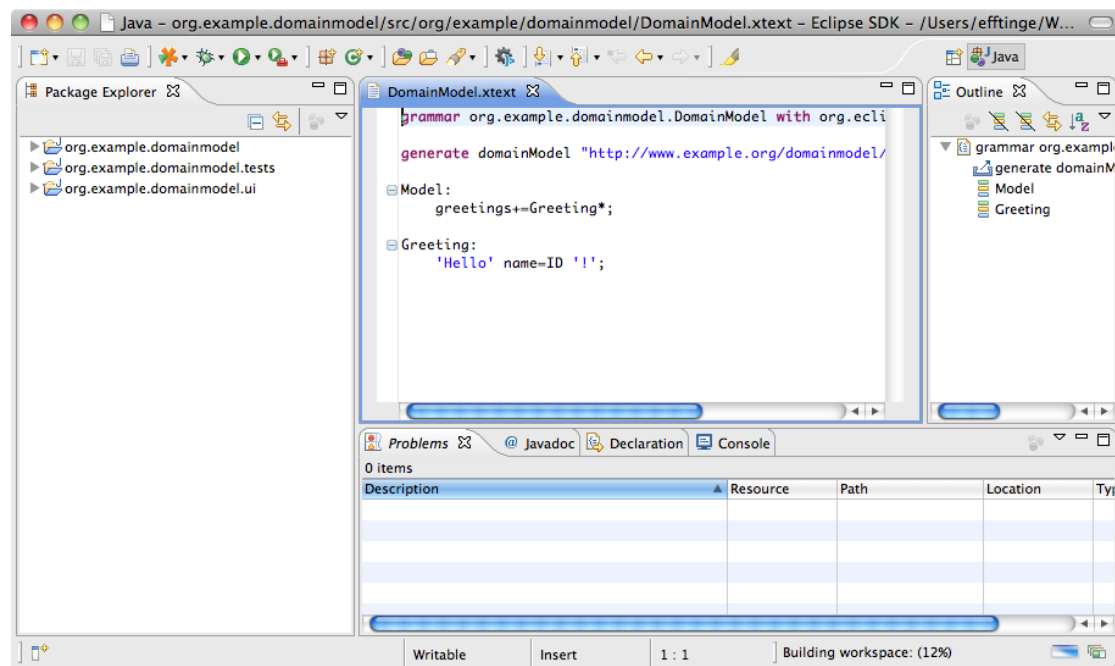 Java – org.example.domainmodel/src/org/example/domainmodel/DomainModel.xtext – Eclipse SDK – /Users/efftinge/W...
Java
Package Explorer
org.example.domainmodel
org.example.domainmodel.tests
org.example.domainmodel.ui
DomainModel.xtext
grammar org.example.domainmodel.DomainModel with org.ecli
generate domainModel "http://www.example.org/domainmodel/
Model:
greetings+=Greeting*;
Greeting:
'Hello' name=ID '!';
Outline
grammar org.exampl
generate domainM
Model
Greeting
Problems @ Javadoc Declaration Console
0 items
Description Resource Path Location Typ
Writable Insert 1 : 1 Building workspace: (12%)